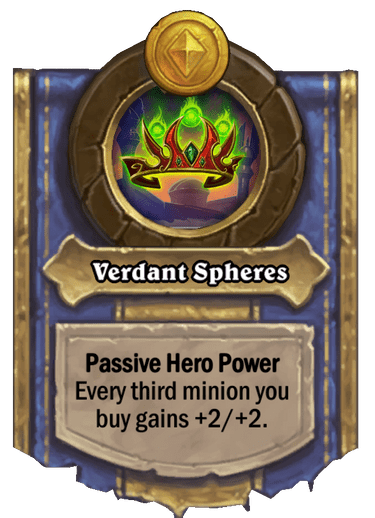 Verdant Spheres
Passive Hero Power
Every third minion you
buy gains +2/+2.